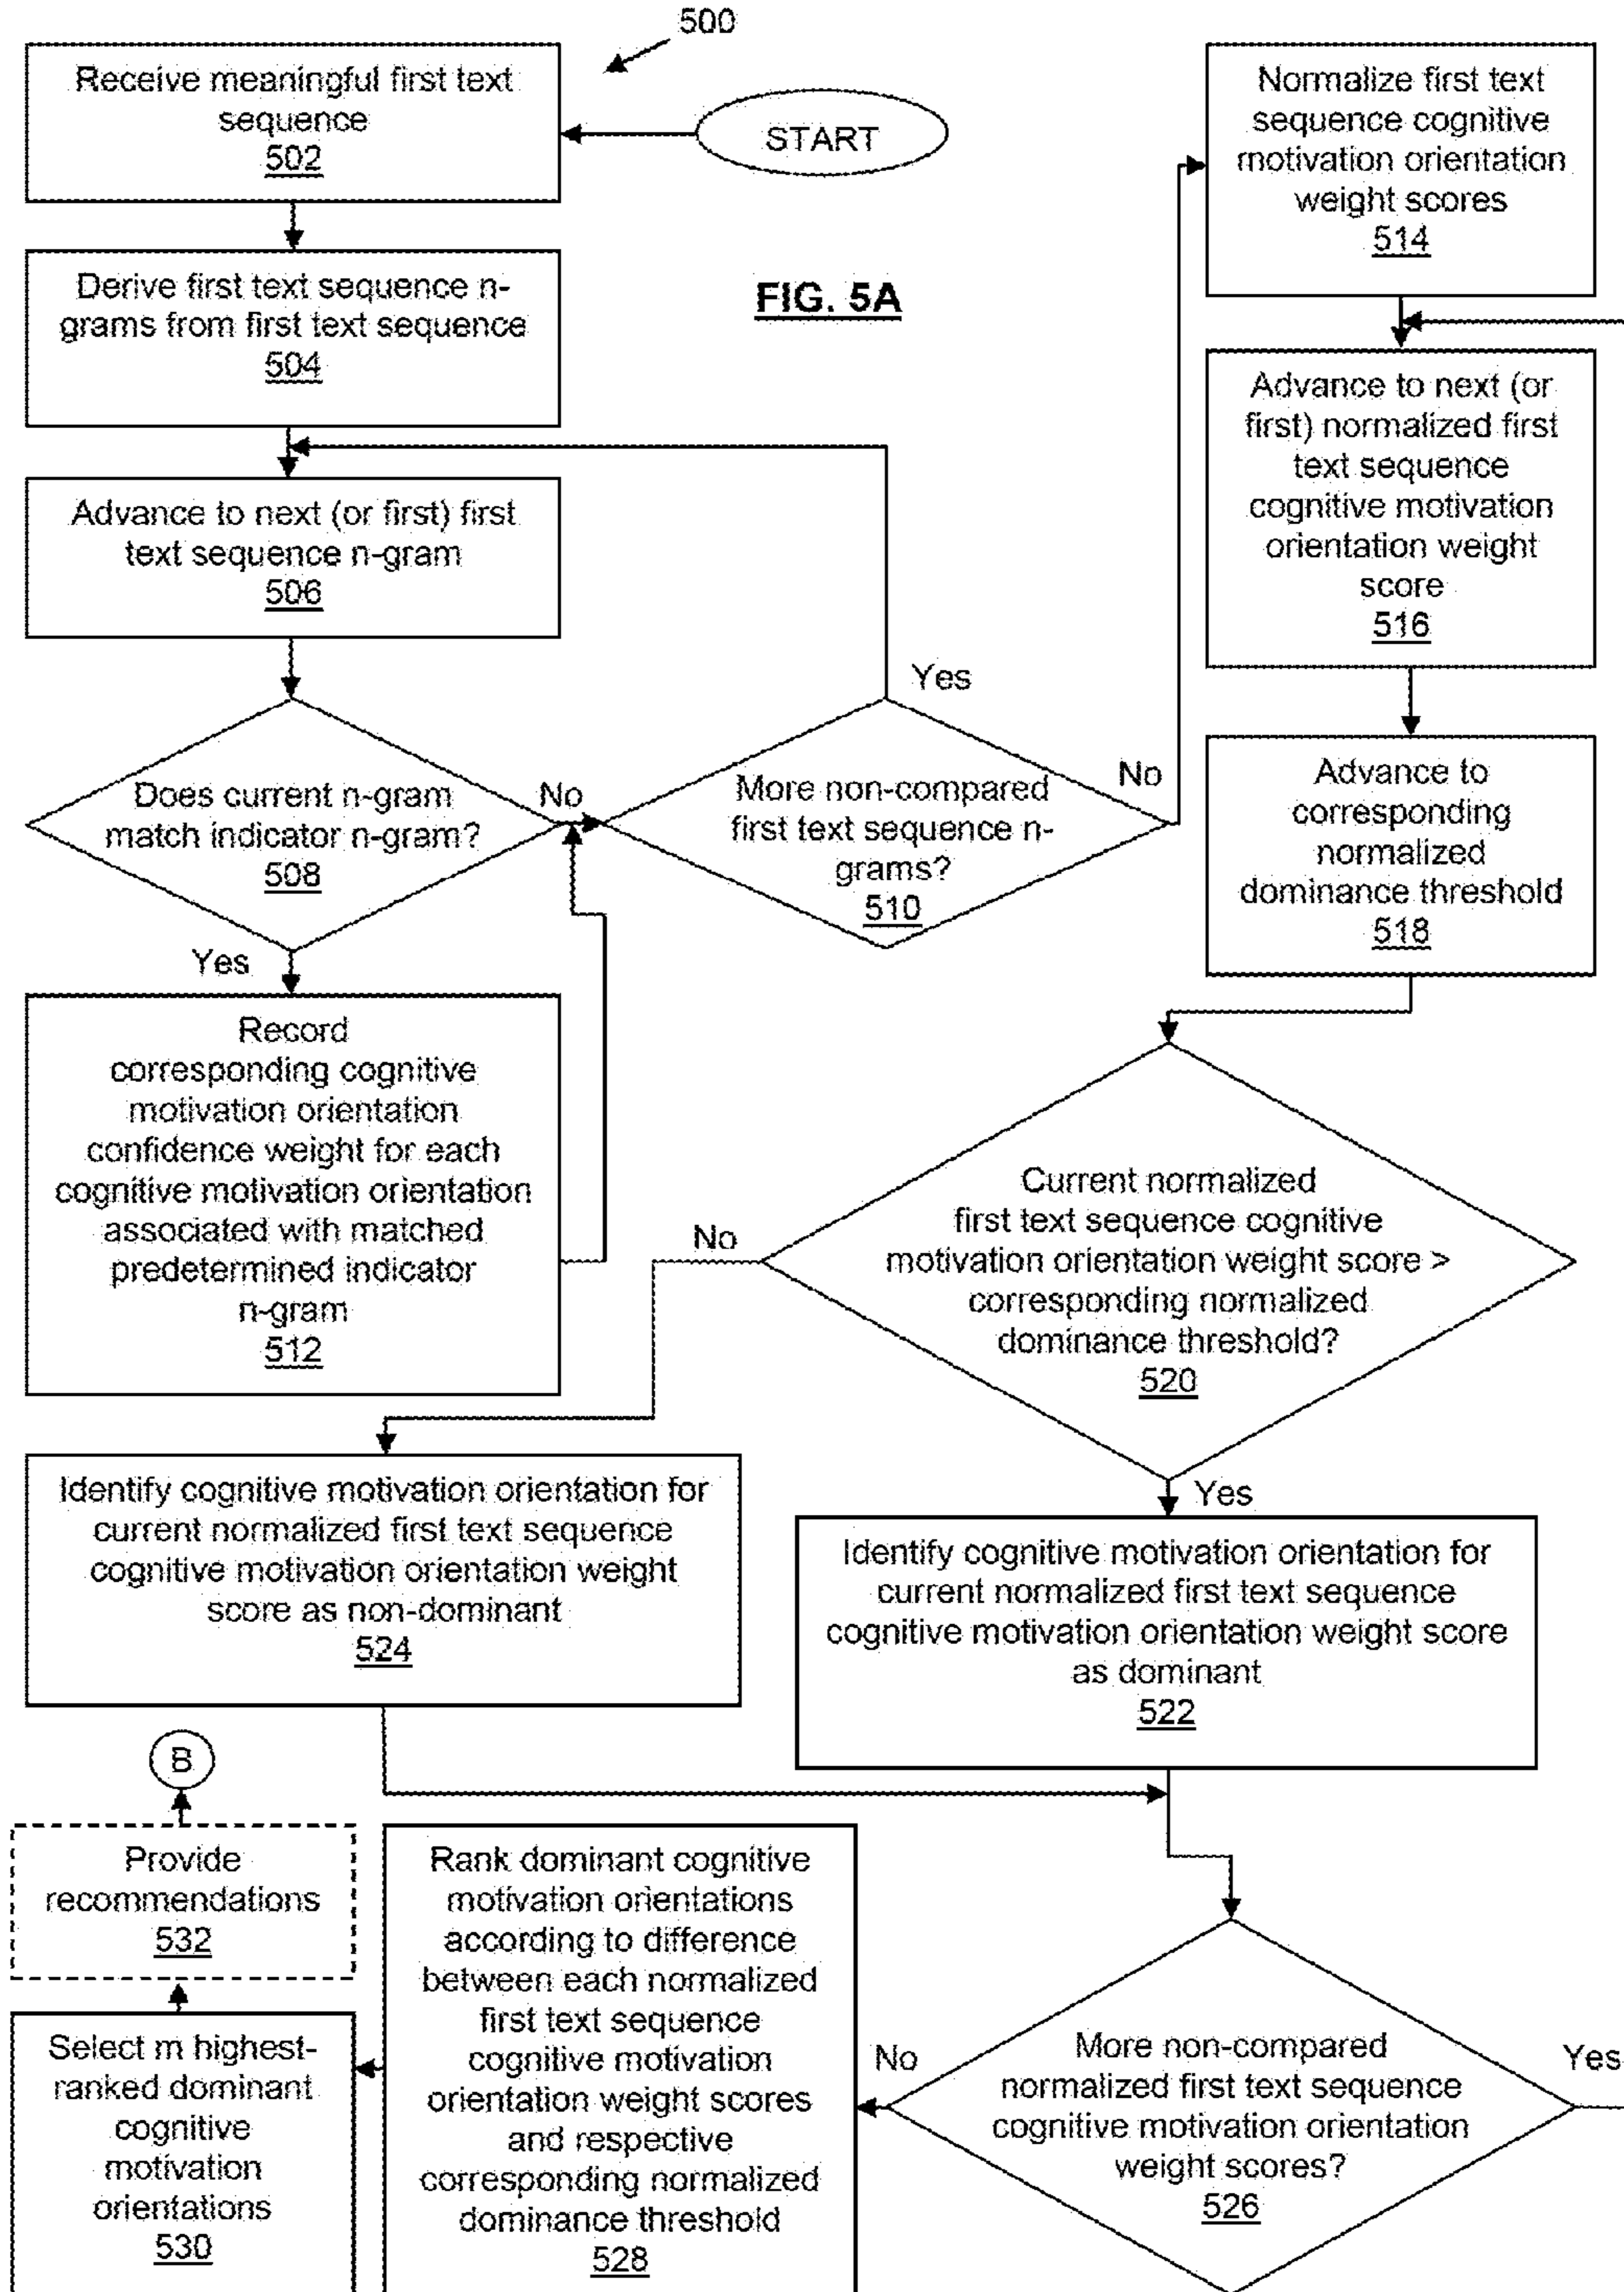 500
START
Receive meaningful first text
sequence
502
Derive first text sequence n-
grams from first text sequence
504
FIG. 5A
Advance to next (or first) first
text sequence n-gram
506
Does current n-gram
match indicator n-gram?
508
No
Yes
More non-compared
first text sequence n-
grams?
510
Yes
No
Record
corresponding cognitive
motivation orientation
confidence weight for each
cognitive motivation orientation
associated with matched
predetermined indicator
n-gram
512
Normalize first text
sequence cognitive
motivation orientation
weight scores
514
Advance to next (or
first) normalized first
text sequence
cognitive motivation
orientation weight
score
516
Advance to
corresponding
normalized
dominance threshold
518
Current normalized
first text sequence cognitive
motivation orientation weight score >
corresponding normalized
dominance threshold?
520
No
Yes
Identify cognitive motivation orientation for
current normalized first text sequence
cognitive motivation orientation weight
score as non-dominant
524
Identify cognitive motivation orientation for
current normalized first text sequence
cognitive motivation orientation weight score
as dominant
522
More non-compared
normalized first text sequence
cognitive motivation orientation
weight scores?
526
No
Yes
Rank dominant cognitive
motivation orientations
according to difference
between each normalized
first text sequence
cognitive motivation
orientation weight scores
and respective
corresponding normalized
dominance threshold
528
Select m highest-
ranked dominant
cognitive
motivation
orientations
530
Provide
recommendations
532
B